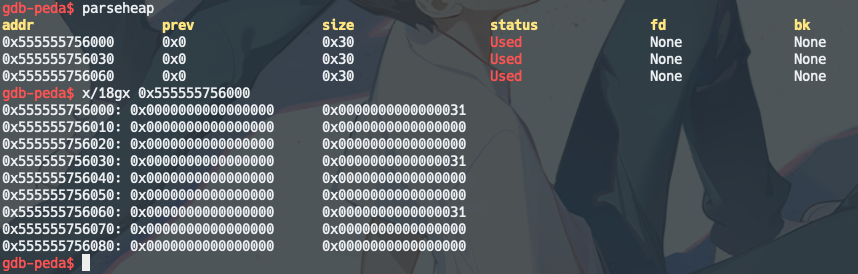 gdb-peda$ parseheap
addr prev size status fd bk
0x555555756000 0x0 0x30 Used None None
0x555555756030 0x0 0x30 Used None None
0x555555756060 0x0 0x30 Used None None
gdb-peda$ x/18gx 0x555555756000
0x555555756000: 0x0000000000000000 0x0000000000000031
0x555555756010: 0x0000000000000000 0x0000000000000000
0x555555756020: 0x0000000000000000 0x0000000000000000
0x555555756030: 0x0000000000000000 0x0000000000000031
0x555555756040: 0x0000000000000000 0x0000000000000000
0x555555756050: 0x0000000000000000 0x0000000000000000
0x555555756060: 0x0000000000000000 0x0000000000000031
0x555555756070: 0x0000000000000000 0x0000000000000000
0x555555756080: 0x0000000000000000 0x0000000000000000
gdb-peda$